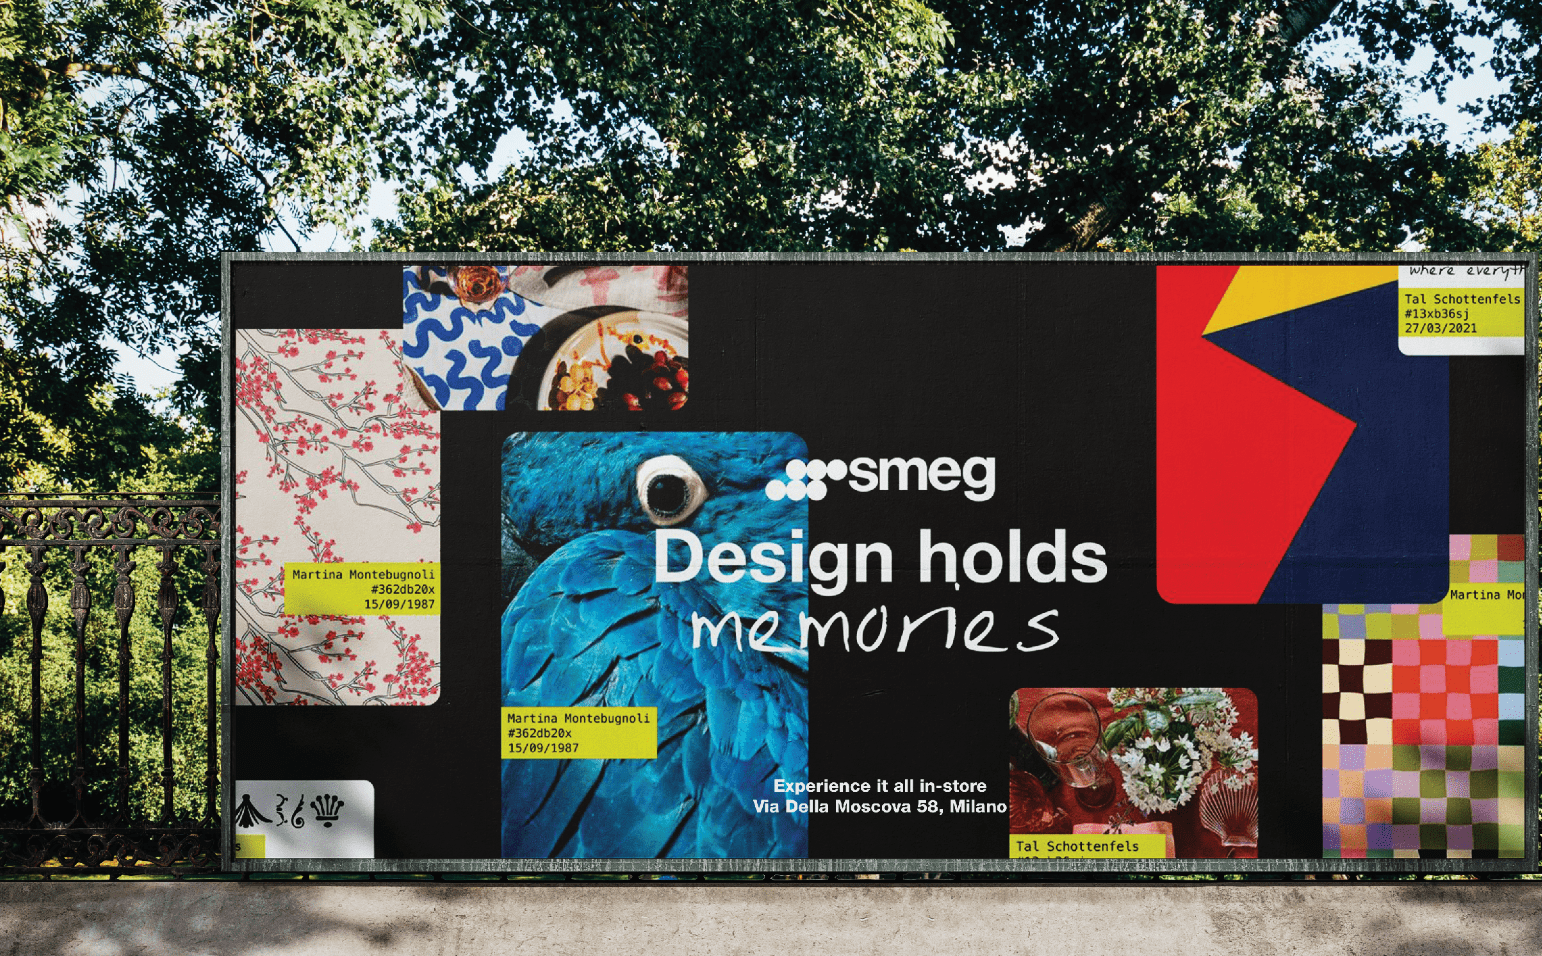 where everyth
Tal Schottenfels
#13xb36sj
27/03/2021
smeg
Design holds
memories
Martina Montebugnoli
#362db20x
15/09/1987
Martina Mon
Martina Montebugnoli
#362db20x
15/09/1987
Experience it all in-store
Via Della Moscova 58, Milano
Tal Schottenfels
s